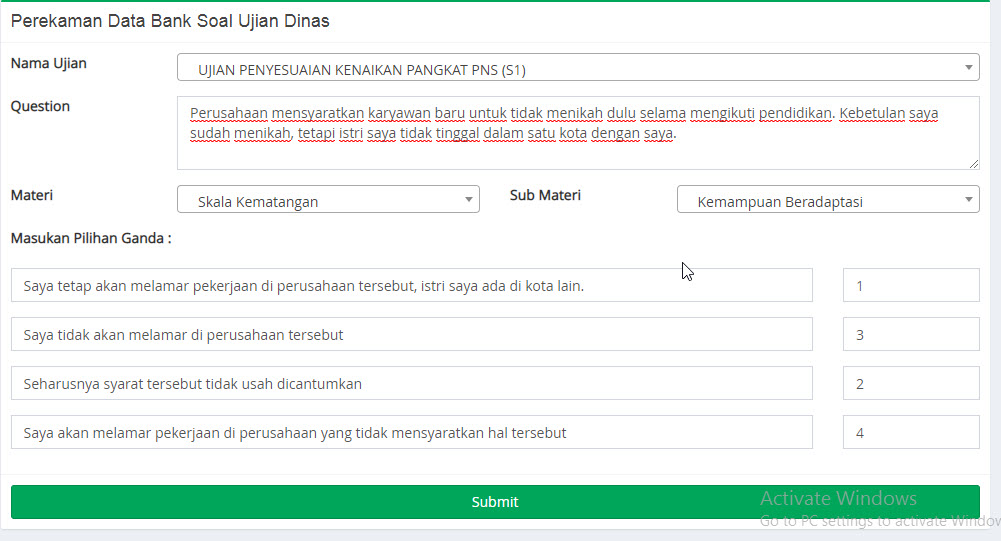 Perekaman Data Bank Soal Ujian Dinas
Nama Ujian
UJIAN PENYESUAIAN KENAIKAN PANGKAT PNS (S1)
Question
Perusahaan mensyaratkan karyawan baru untuk tidak menikah dulu selama mengikuti pendidikan. Kebetulan saya
sudah menikah, tetapi istri saya tidak tinggal dalam satu kota dengan saya.
Materi
Skala Kematangan
Sub Materi
Kemampuan Beradaptasi
Masukan Pilihan Ganda :
Saya tetap akan melamar pekerjaan di perusahaan tersebut, istri saya ada di kota lain.
1
Saya tidak akan melamar di perusahaan tersebut
3
Seharusnya syarat tersebut tidak usah dicantumkan
2
Saya akan melamar pekerjaan di perusahaan yang tidak mensyaratkan hal tersebut
4
Submit
Activate Windows
Go to PC settings to activate Window